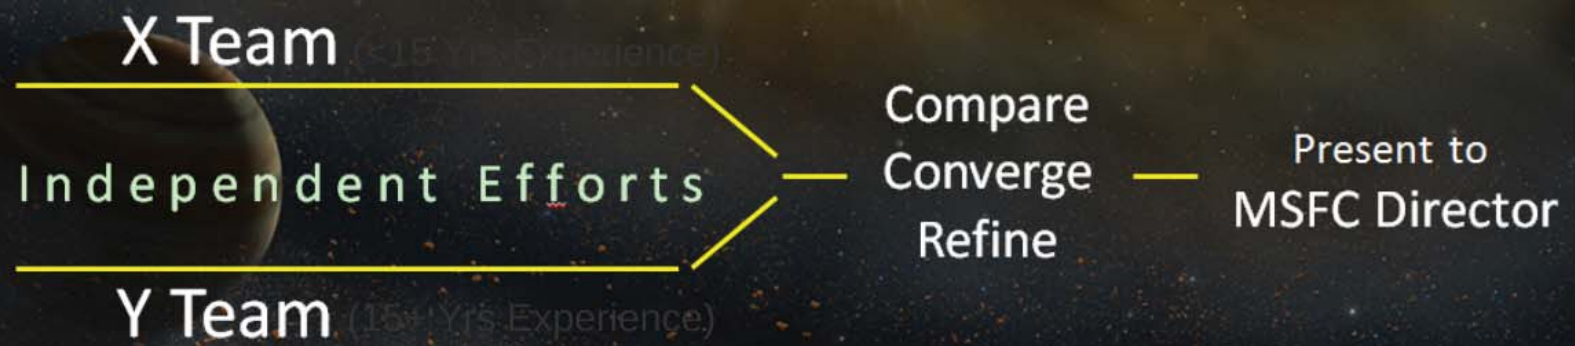 X Team (<15 Yrs Experience)
Independent Efforts
Y Team (15+ Yrs Experience)
Compare
Converge
Refine
Present to
MSFC Director